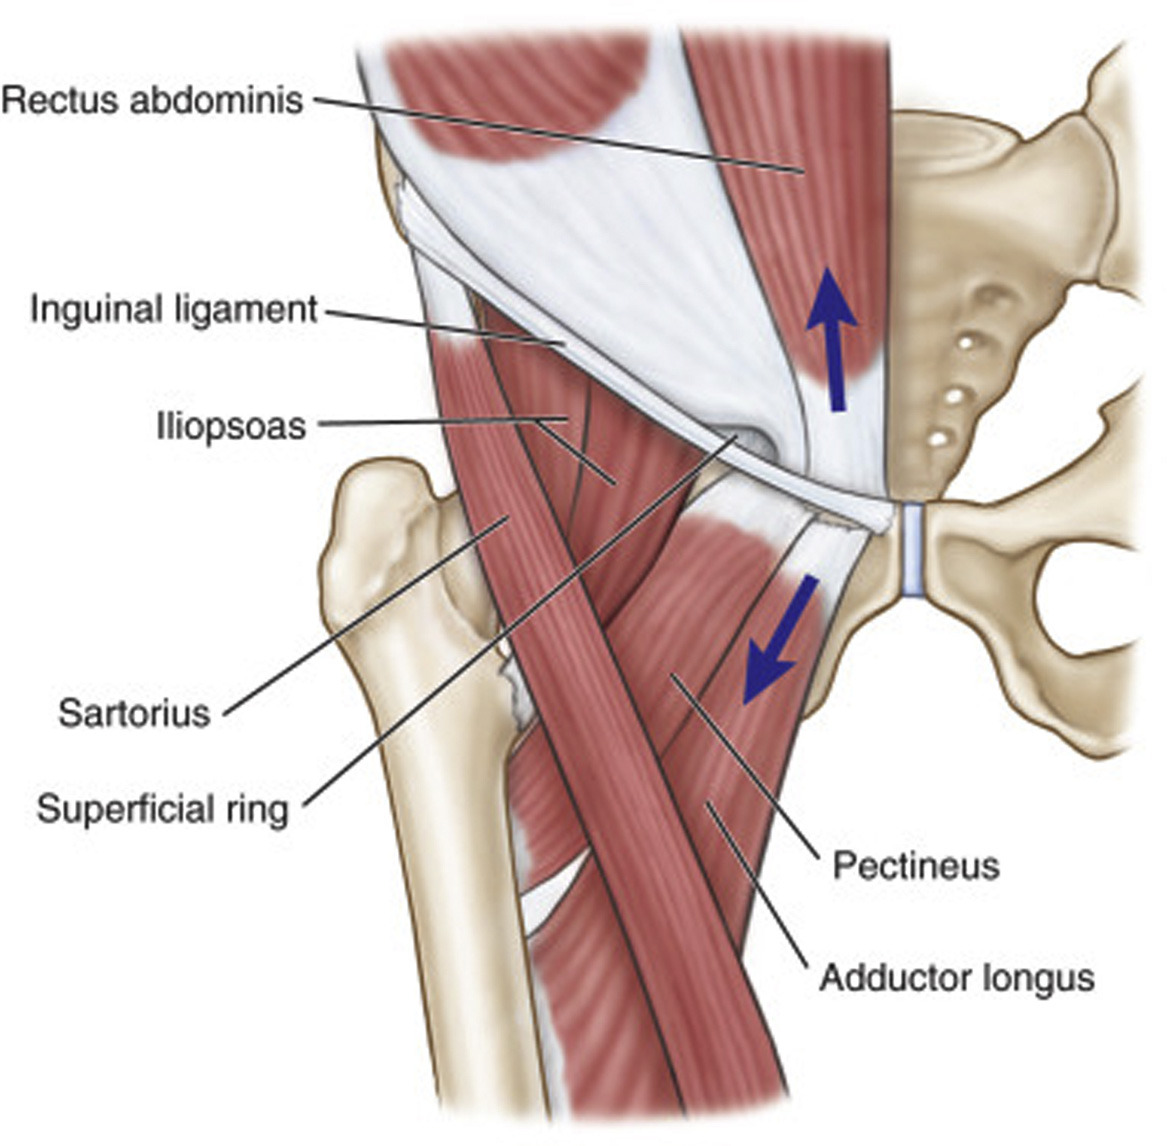 Rectus abdominis
Inguinal ligament
Iliopsoas
Sartorius
Superficial ring
Pectineus
Adductor longus